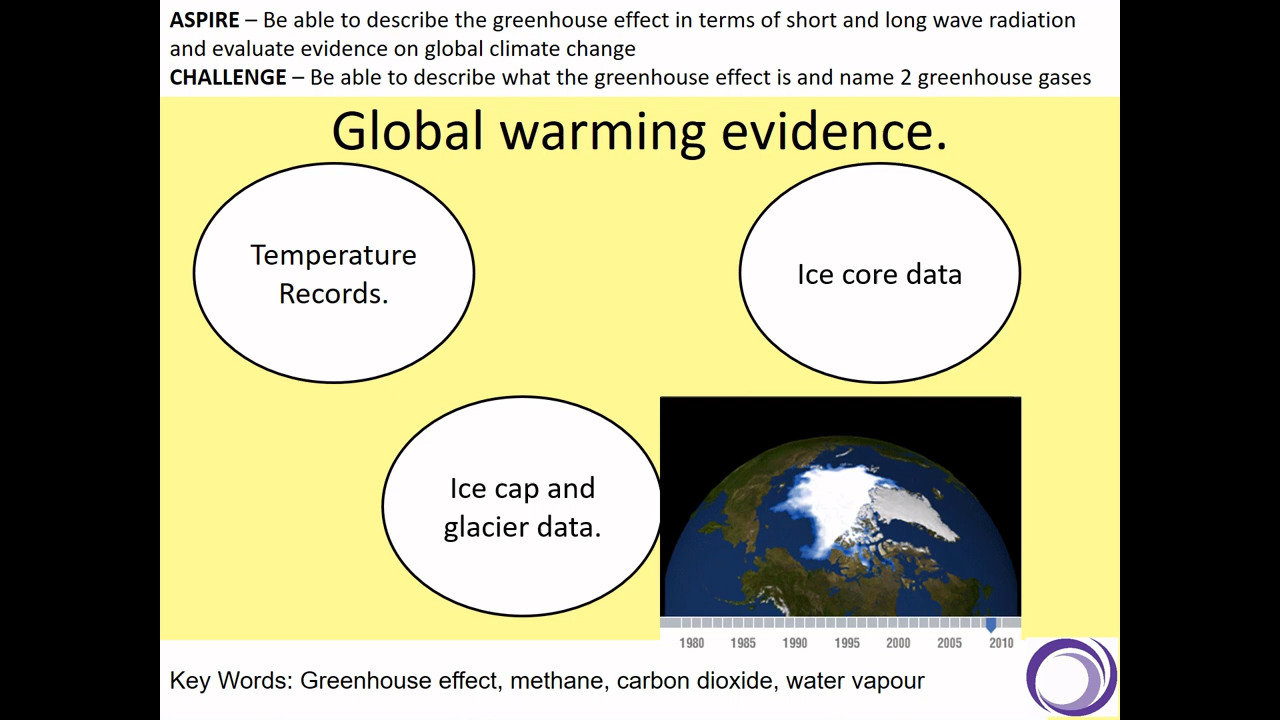 ASPIRE – Be able to describe the greenhouse effect in terms of short and long wave radiation
and evaluate evidence on global climate change
CHALLENGE – Be able to describe what the greenhouse effect is and name 2 greenhouse gases
Global warming evidence.
Temperature
Records.
Ice core data
Ice cap and
glacier data.
1980 1985 1990 1995 2000 2005 2010
Key Words: Greenhouse effect, methane, carbon dioxide, water vapour